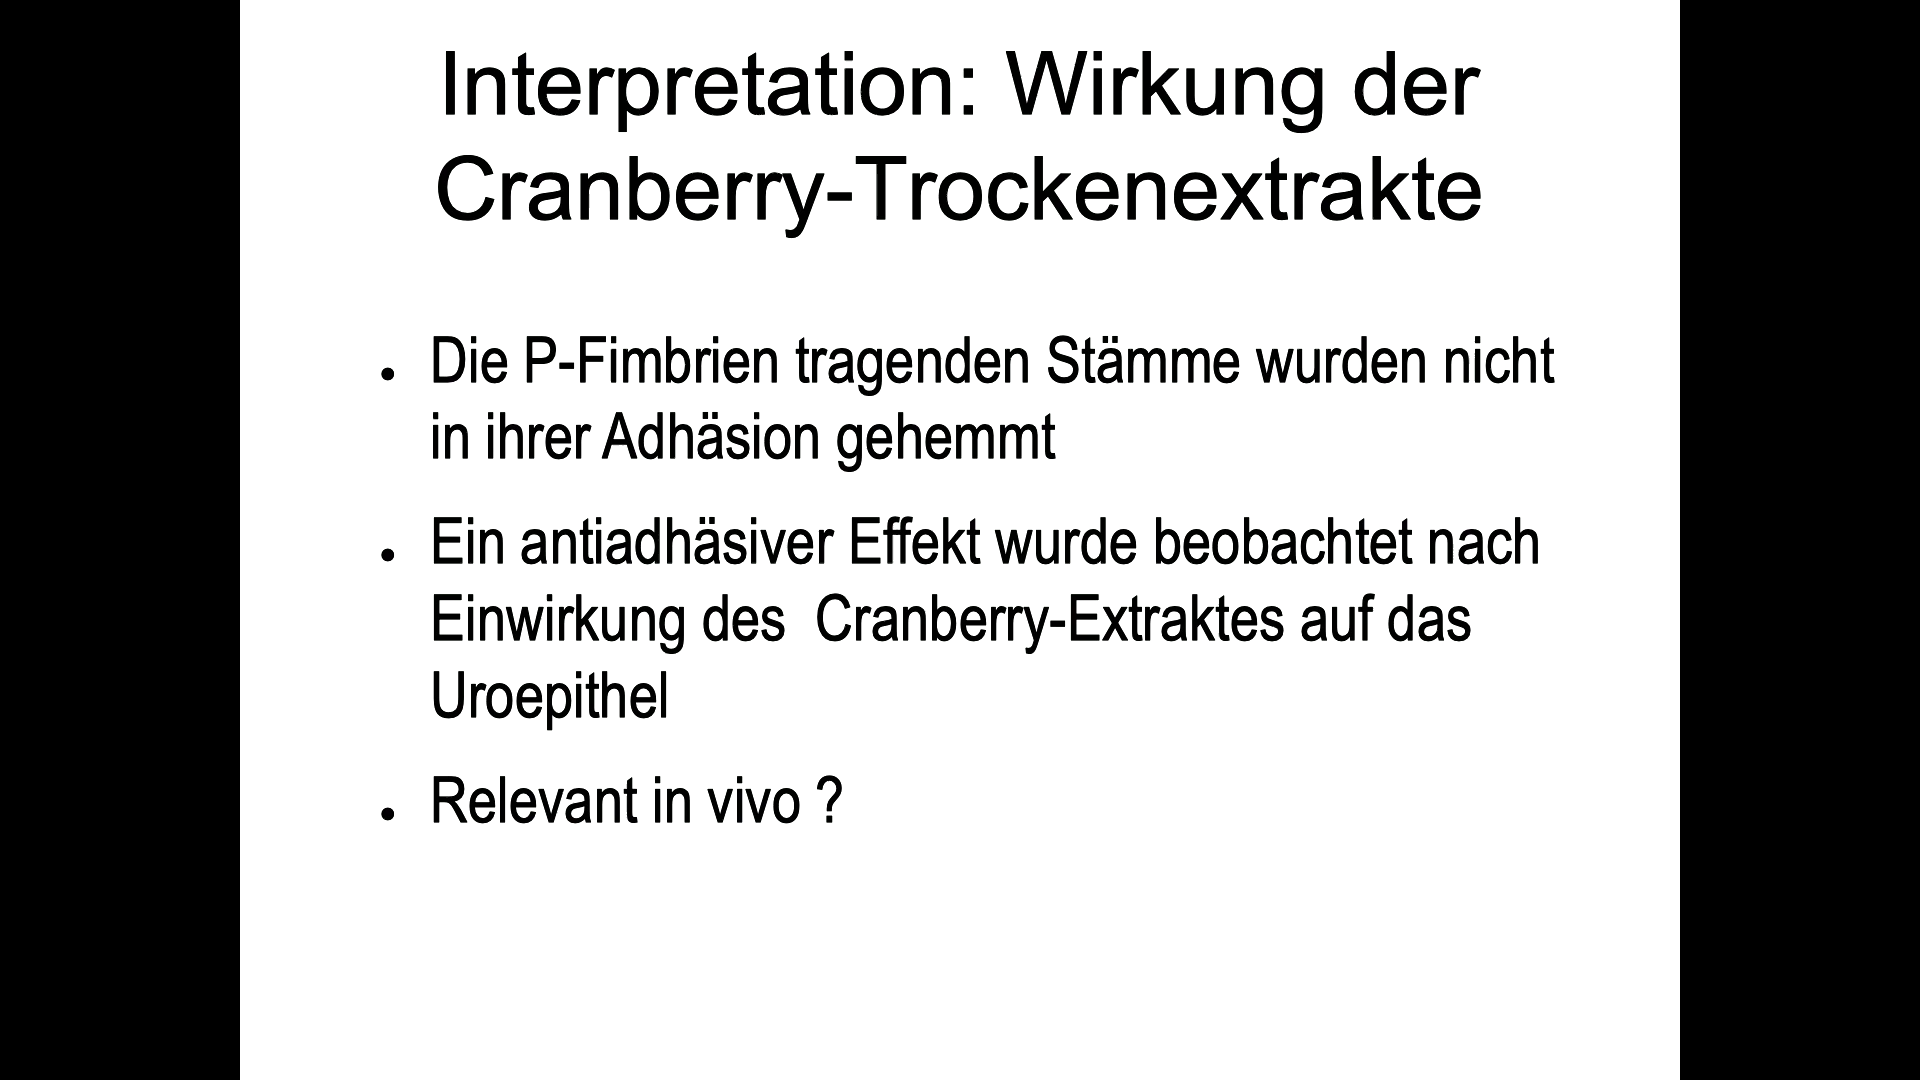 Interpretation: Wirkung der
Cranberry-Trockenextrakte
• Die P-Fimbrien tragenden Stämme wurden nicht
in ihrer Adhäsion gehemmt
• Ein antiadhäsiver Effekt wurde beobachtet nach
Einwirkung des  Cranberry-Extraktes auf das
Uroepithel
• Relevant in vivo ?